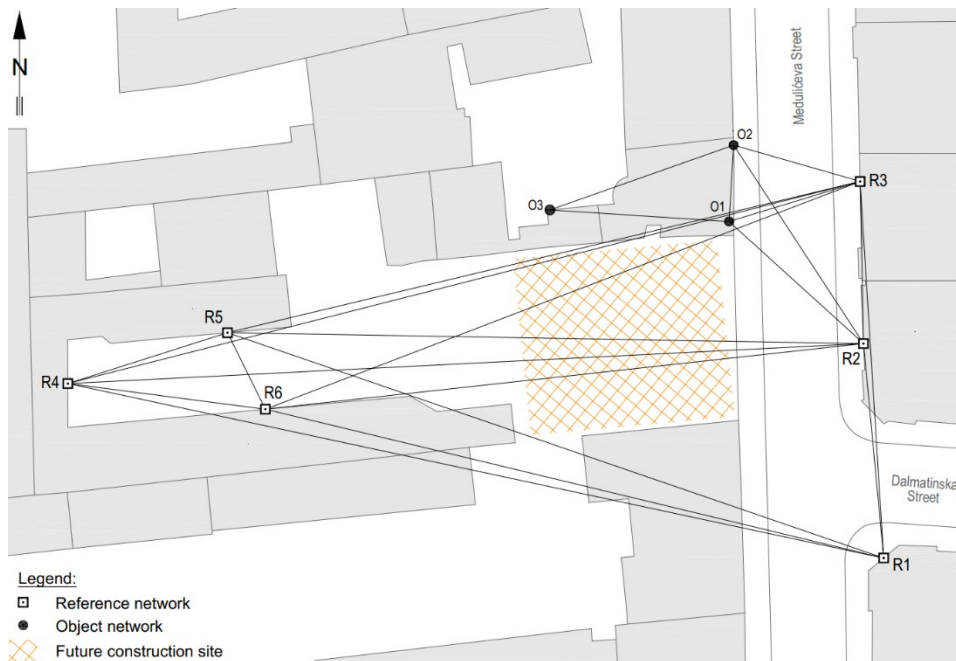 N
Medulićeva Street
O2
R3
O3
O1
R5
R2
R4
R6
Dalmatinska
Street
R1
Legend:
Reference network
Object network
Future construction site